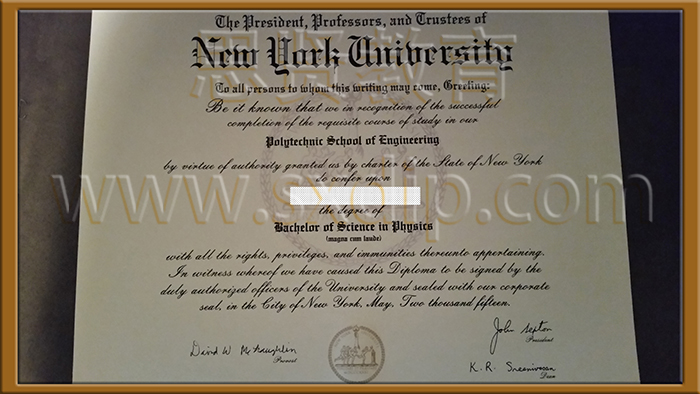 The President, Professors, and Trustees of
New York University
To all persons to whom this writing may come, Greeting:
Be it known that we in recognition of the successful
completion of the requisite course of study in our
Polytechnic School of Engineering
by virtue of authority granted us by charter of the State of New York
do confer upon
the degree of
Bachelor of Science in Physics
(magna cum laude)
with all the rights, privileges, and immunities thereunto appertaining.
In witness whereof we have caused this Diploma to be signed by the
duly authorized officers of the University and sealed with our corporate
seal, in the City of New York, May, Two thousand fifteen.
John Sexton
President
David W McLaughlin
Provost
K. R. Sreenivasan
Dean